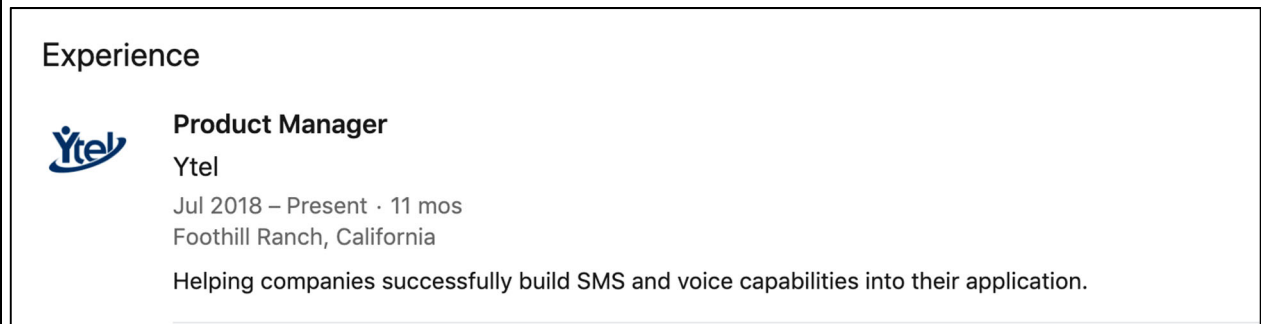 Experience
Ytel
Product Manager
Ytel
Jul 2018 – Present · 11 mos
Foothill Ranch, California
Helping companies successfully build SMS and voice capabilities into their application.